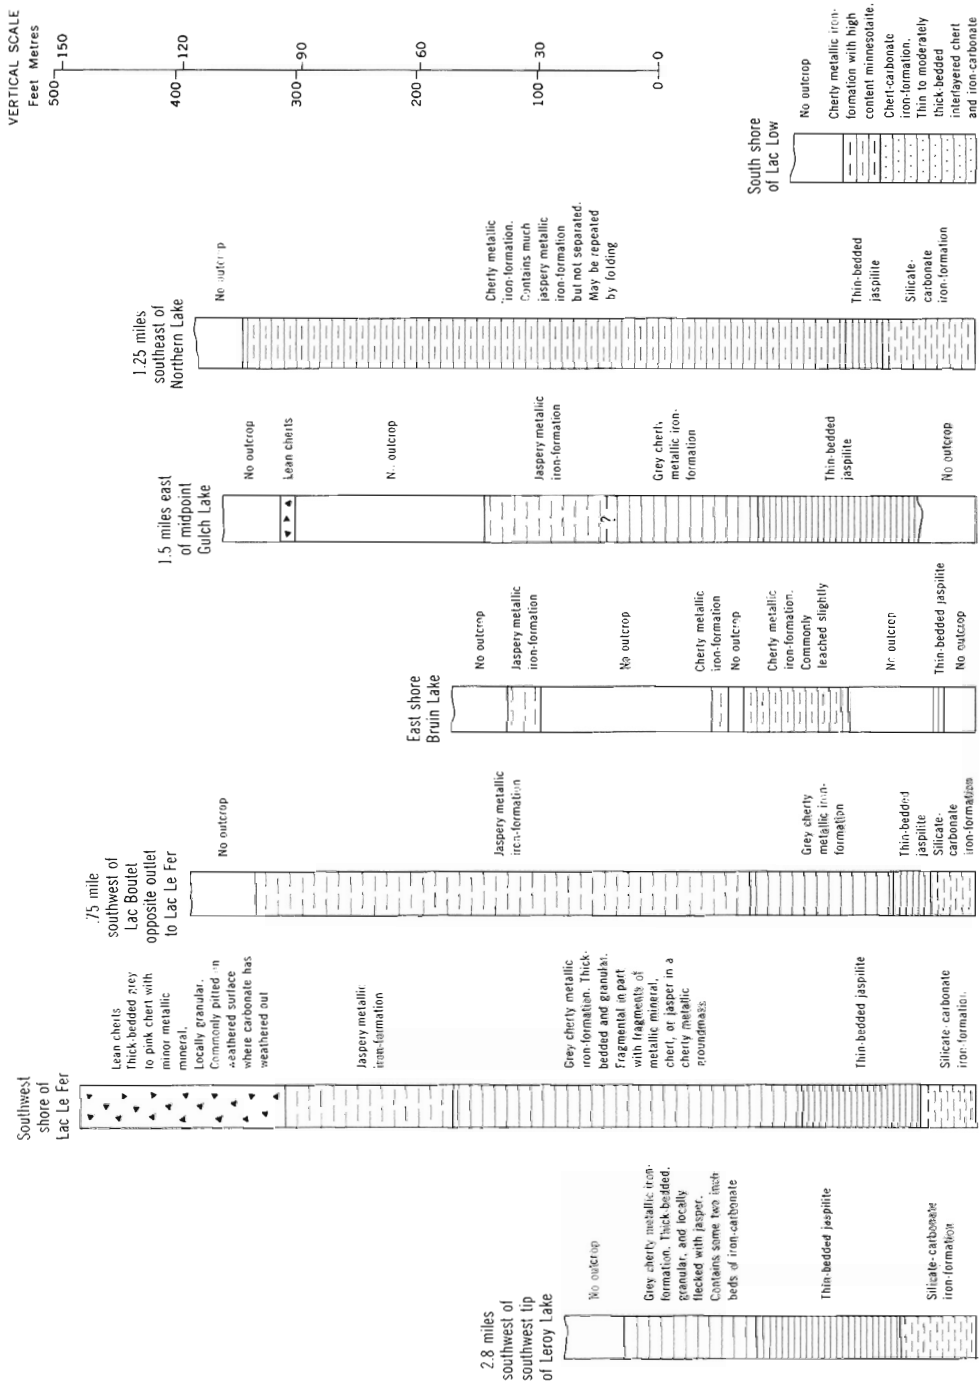 VERTICAL SCALE
Feet Metres
500 150
400 120
300 90
200 60
100 30
0 0
2.8 miles
southwest of
southwest tip
of Leroy Lake
No outcrop
Grey cherty metallic iron-
formation. Thick-bedded,
granular, and locally
flecked with jasper.
Contains some two inch
beds of iron-carbonate
Thin-bedded jaspilite
Silicate-carbonate
iron-formation
Southwest
shore of
Lac Le Fer
Lean cherts
Thick-bedded grey
to pink chert with
minor metallic
mineral.
Locally granular.
Commonly pitted on
weathered surface
where carbonate has
weathered out
Jaspery metallic
iron-formation
Grey cherty metallic
iron-formation. Thick-
bedded and granular.
Fragmental in part
with fragments of
metallic mineral,
chert, or jasper in a
cherty metallic
groundmass
Thin-bedded jaspilite
Silicate-carbonate
iron-formation
.75 mile
southwest of
Lac Boutet
opposite outlet
to Lac Le Fer
No outcrop
Jaspery metallic
iron-formation
Grey cherty
metallic iron-
formation
Thin-bedded
jaspilite
Silicate-
carbonate
iron-formation
East shore
Bruin Lake
No outcrop
Jaspery metallic
iron-formation
No outcrop
Cherty metallic
iron-formation
No outcrop
Cherty metallic
iron-formation.
Commonly
leached slightly
No outcrop
Thin-bedded jaspilite
No outcrop
1.5 miles east
of midpoint
Gulch Lake
No outcrop
Lean cherts
No outcrop
Jaspery metallic
iron-formation
?
Grey cherty
metallic iron-
formation
Thin-bedded
jaspilite
No outcrop
1.25 miles
southeast of
Northern Lake
No outcrop
Cherty metallic
iron-formation.
Contains much
jaspery metallic
iron-formation
but not separated.
May be repeated
by folding
Thin-bedded
jaspilite
Silicate-
carbonate
iron-formation
South shore
of Lac Low
No outcrop
Cherty metallic iron-
formation with high
content minnesotaite.
Chert-carbonate
iron-formation.
Thin to moderately
thick-bedded
interlayered chert
and iron-carbonate